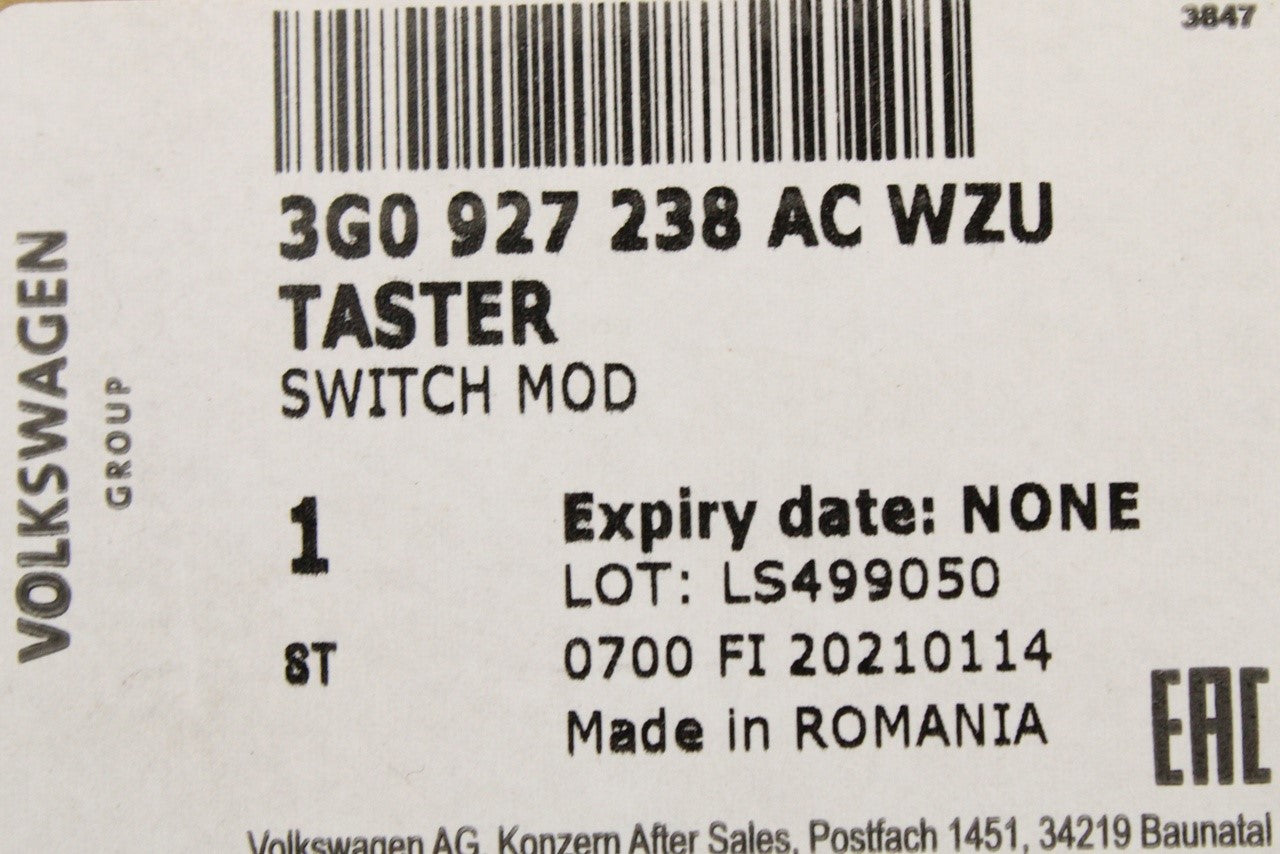 3847
3G0 927 238 AC WZU
TASTER
SWITCH MOD
VOLKSWAGEN
GROUP
1
Expiry date: NONE
LOT: LS499050
ST
0700 FI 20210114
Made in ROMANIA
EAC
Volkswagen AG, Konzern After Sales, Postfach 1451, 34219 Baunatal